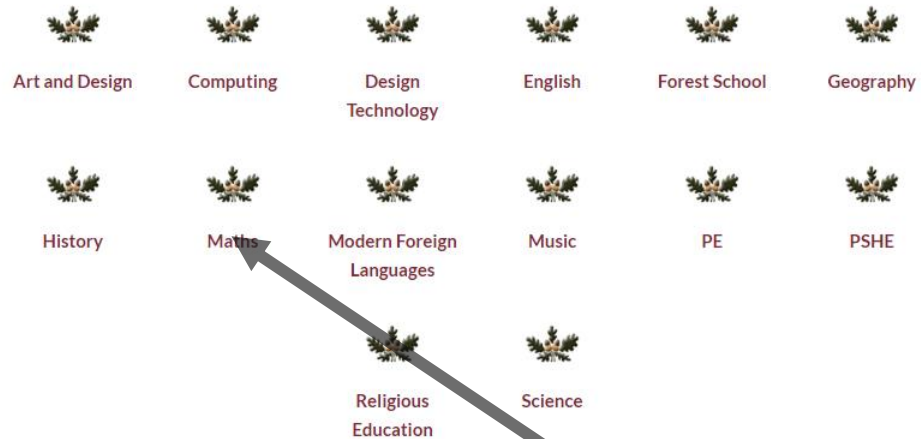 Art and Design
Computing
Design
Technology
English
Forest School
Geography
History
Maths
Modern Foreign
Languages
Music
PE
PSHE
Religious
Education
Science